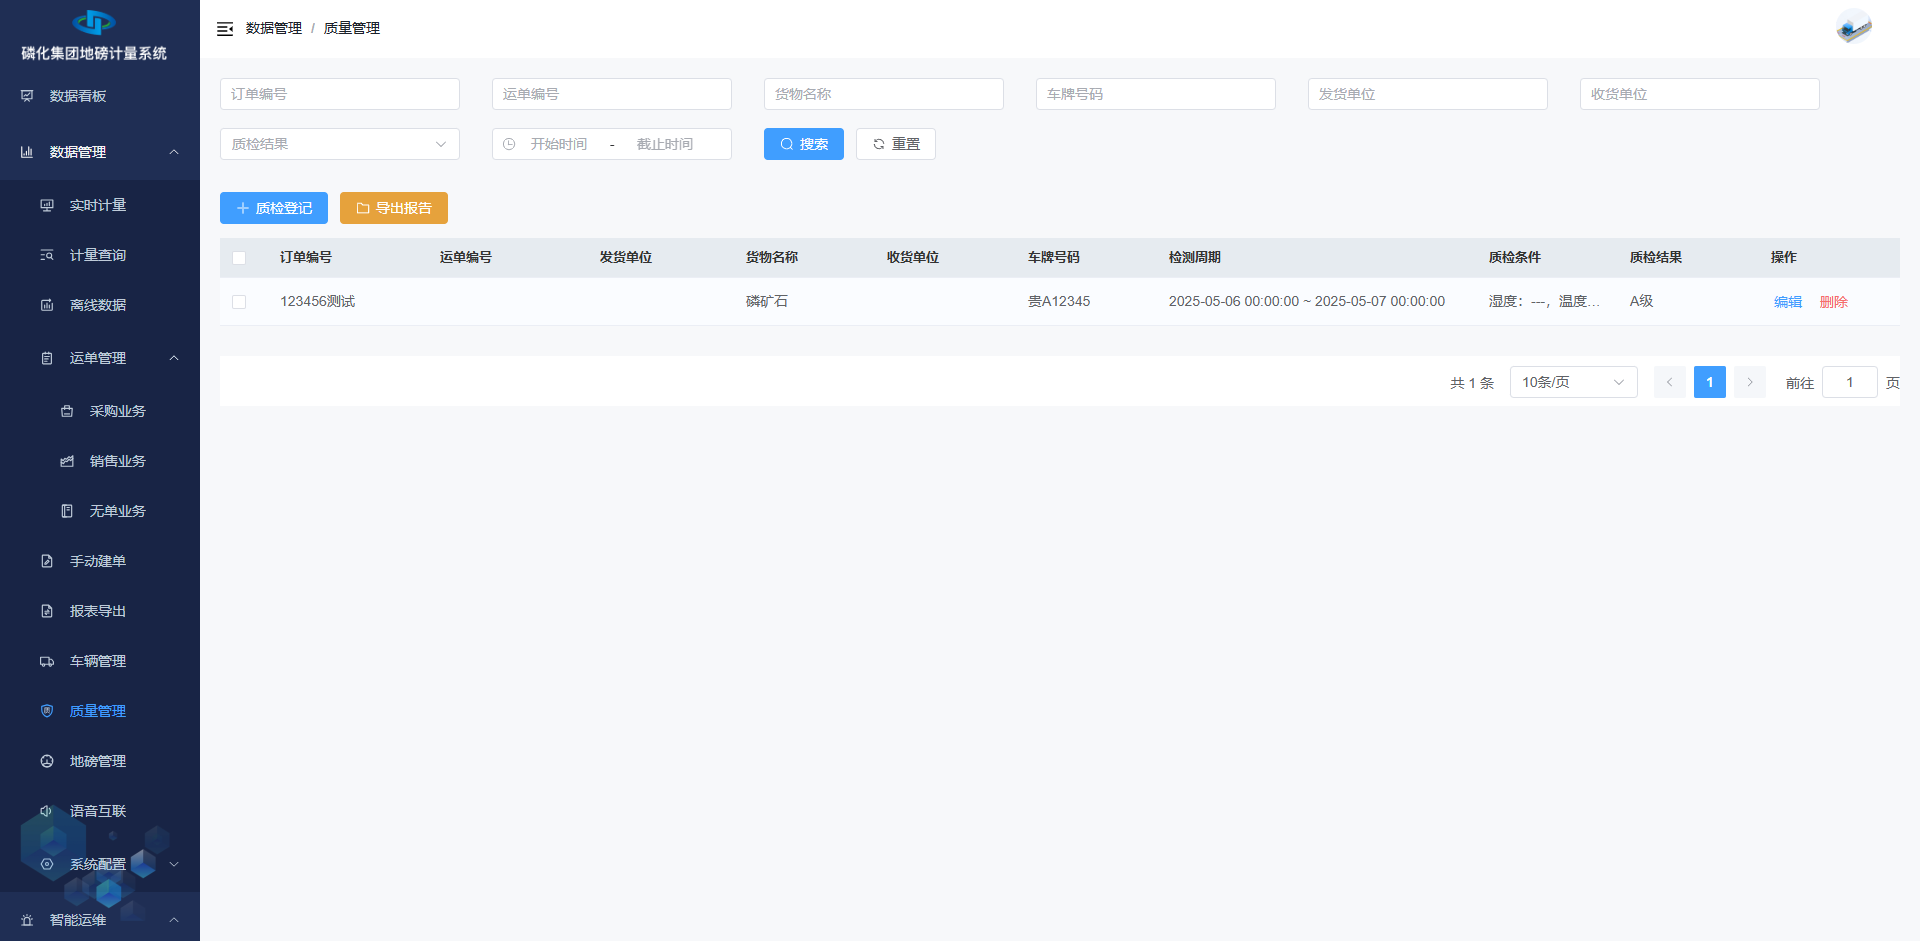 磷化集团地磅计量系统
数据看板
数据管理
实时计量
计量查询
离线数据
运单管理
采购业务
销售业务
无单业务
手动建单
报表导出
车辆管理
质量管理
地磅管理
语音互联
系统配置
智能运维
数据管理 / 质量管理
订单编号 运单编号 货物名称 车牌号码 发货单位 收货单位
质检结果 开始时间 - 截止时间 搜索 重置
质检登记 导出报告
订单编号 运单编号 发货单位 货物名称 收货单位 车牌号码 检测周期 质检条件 质检结果 操作
123456测试 磷矿石 贵A12345 2025-05-06 00:00:00 ~ 2025-05-07 00:00:00 湿度：---，温度... A级 编辑 删除
共 1 条 10条/页 1 前往 1 页